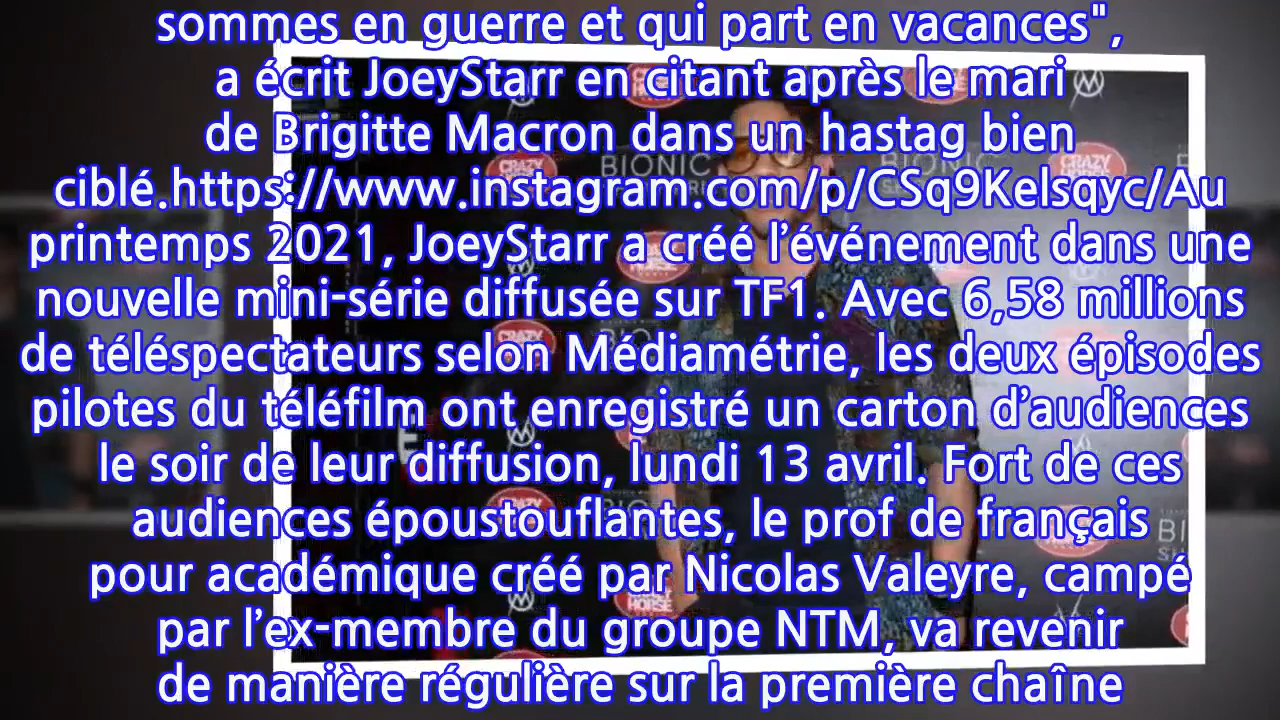 sommes en guerre et qui part en vacances",
a écrit JoeyStarr en citant après le mari
de Brigitte Macron dans un hastag bien
ciblé.https://www.instagram.com/p/CSq9Kelsqyc/Au
printemps 2021, JoeyStarr a créé l'événement dans une
nouvelle mini-série diffusée sur TF1. Avec 6,58 millions
de téléspectateurs selon Médiamétrie, les deux épisodes
pilotes du téléfilm ont enregistré un carton d'audiences
le soir de leur diffusion, lundi 13 avril. Fort de ces
audiences époustouflantes, le prof de français
pour académique créé par Nicolas Valeyre, campé
par l'ex-membre du groupe NTM, va revenir
de manière régulière sur la première chaîne
CRAZY HORSE
BIONIC